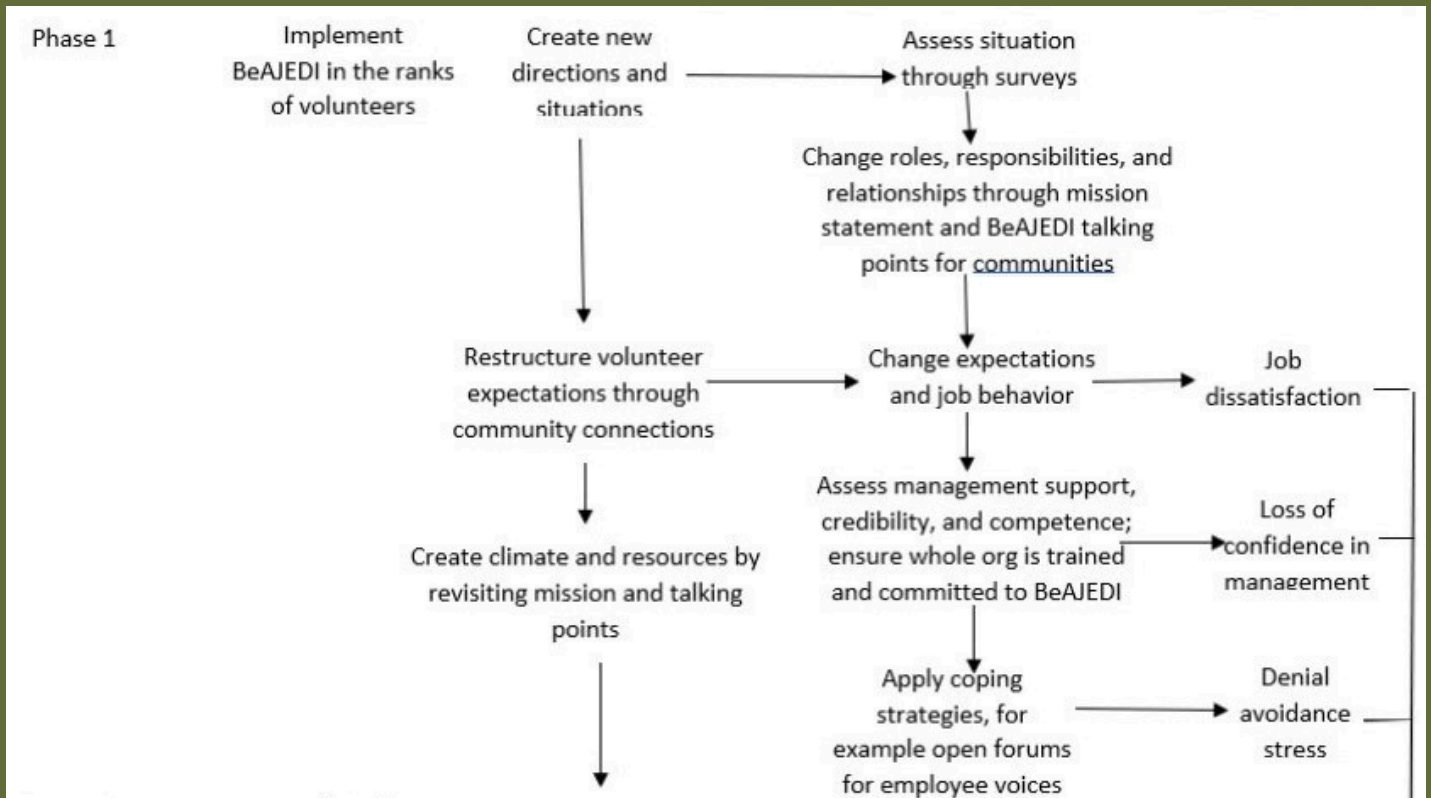 Phase 1
Implement
BeAJEDI in the ranks
of volunteers
Create new
directions and
situations
Assess situation
through surveys
Change roles, responsibilities, and
relationships through mission
statement and BeAJEDI talking
points for communities
Restructure volunteer
expectations through
community connections
Change expectations
and job behavior
Job
dissatisfaction
Assess management support,
credibility, and competence;
ensure whole org is trained
and committed to BeAJEDI
Loss of
confidence in
management
Create climate and resources by
revisiting mission and talking
points
Apply coping
strategies, for
example open forums
for employee voices
Denial
avoidance
stress